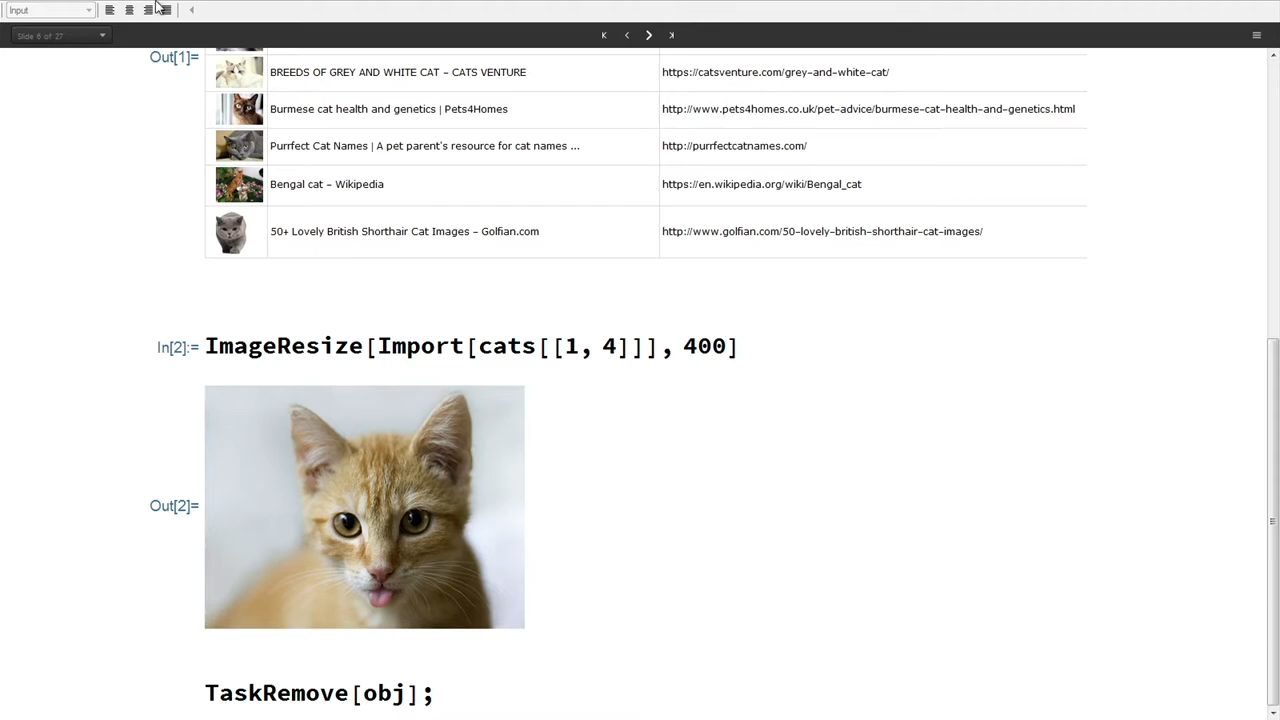 Input
Slide 6 of 27
Out[1]=
BREEDS OF GREY AND WHITE CAT – CATS VENTURE https://catsventure.com/grey-and-white-cat/
Burmese cat health and genetics | Pets4Homes http://www.pets4homes.co.uk/pet-advice/burmese-cat-health-and-genetics.html
Purrfect Cat Names | A pet parent's resource for cat names ... http://purrfectcatnames.com/
Bengal cat – Wikipedia https://en.wikipedia.org/wiki/Bengal_cat
50+ Lovely British Shorthair Cat Images – Golfian.com http://www.golfian.com/50-lovely-british-shorthair-cat-images/
In[2]:= ImageResize[Import[cats[[1, 4]]], 400]
Out[2]=
TaskRemove[obj];